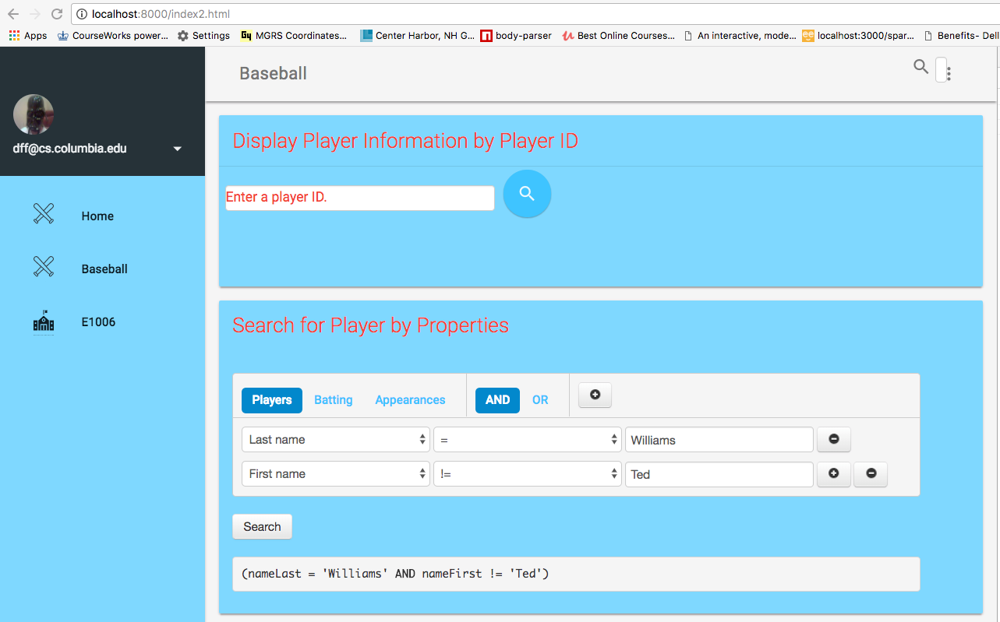 localhost:8000/index2.html
Apps CourseWorks power... Settings MGRS Coordinates... Center Harbor, NH G... body-parser Best Online Courses... An interactive, mode... localhost:3000/spar... Benefits- Dell
Baseball
dff@cs.columbia.edu
Home
Baseball
E1006
Display Player Information by Player ID
Enter a player ID.
Search for Player by Properties
Players Batting Appearances AND OR
Last name = Williams
First name != Ted
Search
(nameLast = 'Williams' AND nameFirst != 'Ted')